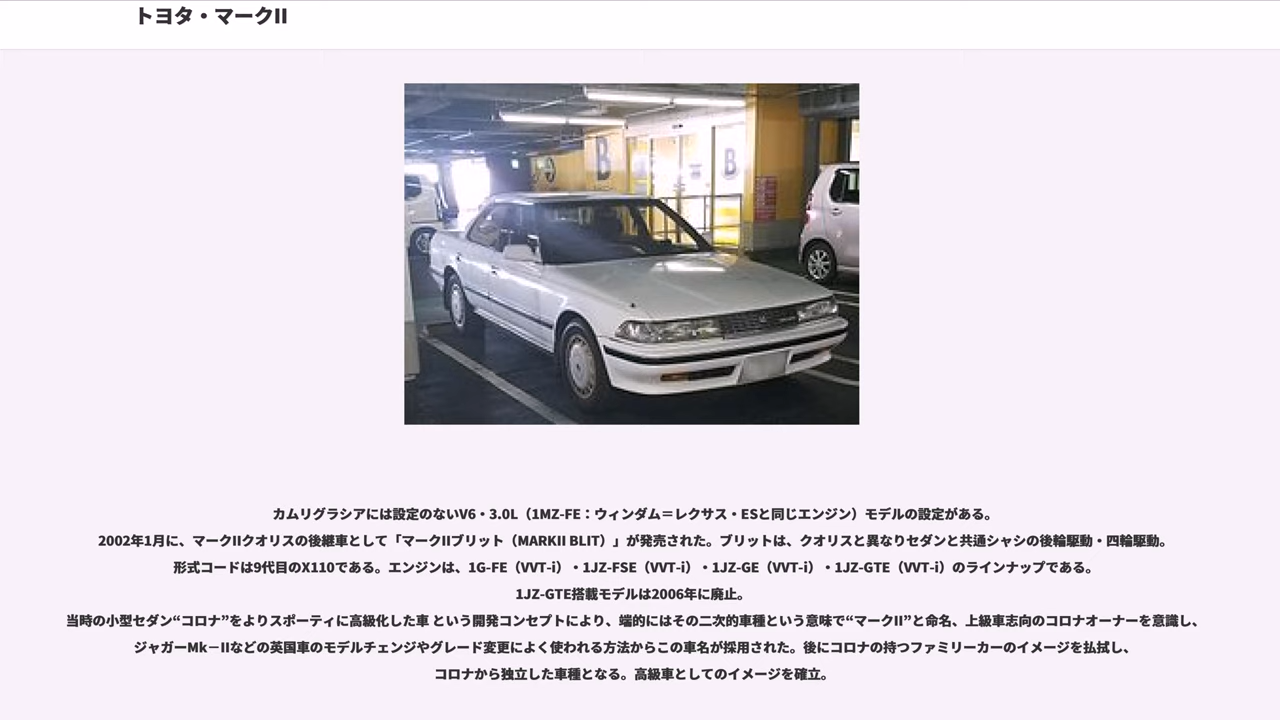 トヨタ・マークII
B
B
カムリグラシアには設定のないV6・3.0L（1MZ-FE：ウィンダム＝レクサス・ESと同じエンジン）モデルの設定がある。
2002年1月に、マークIIクオリスの後継車として「マークIIブリット（MARKII BLIT）」が発売された。ブリットは、クオリスと異なりセダンと共通シャシの後輪駆動・四輪駆動。
形式コードは9代目のX110である。エンジンは、1G-FE（VVT-i）・1JZ-FSE（VVT-i）・1JZ-GE（VVT-i）・1JZ-GTE（VVT-i）のラインナップである。
1JZ-GTE搭載モデルは2006年に廃止。
当時の小型セダン“コロナ”をよりスポーティに高級化した車 という開発コンセプトにより、端的にはその二次的車種という意味で“マークII”と命名、上級車志向のコロナオーナーを意識し、
ジャガーMk－IIなどの英国車のモデルチェンジやグレード変更によく使われる方法からこの車名が採用された。後にコロナの持つファミリーカーのイメージを払拭し、
コロナから独立した車種となる。高級車としてのイメージを確立。